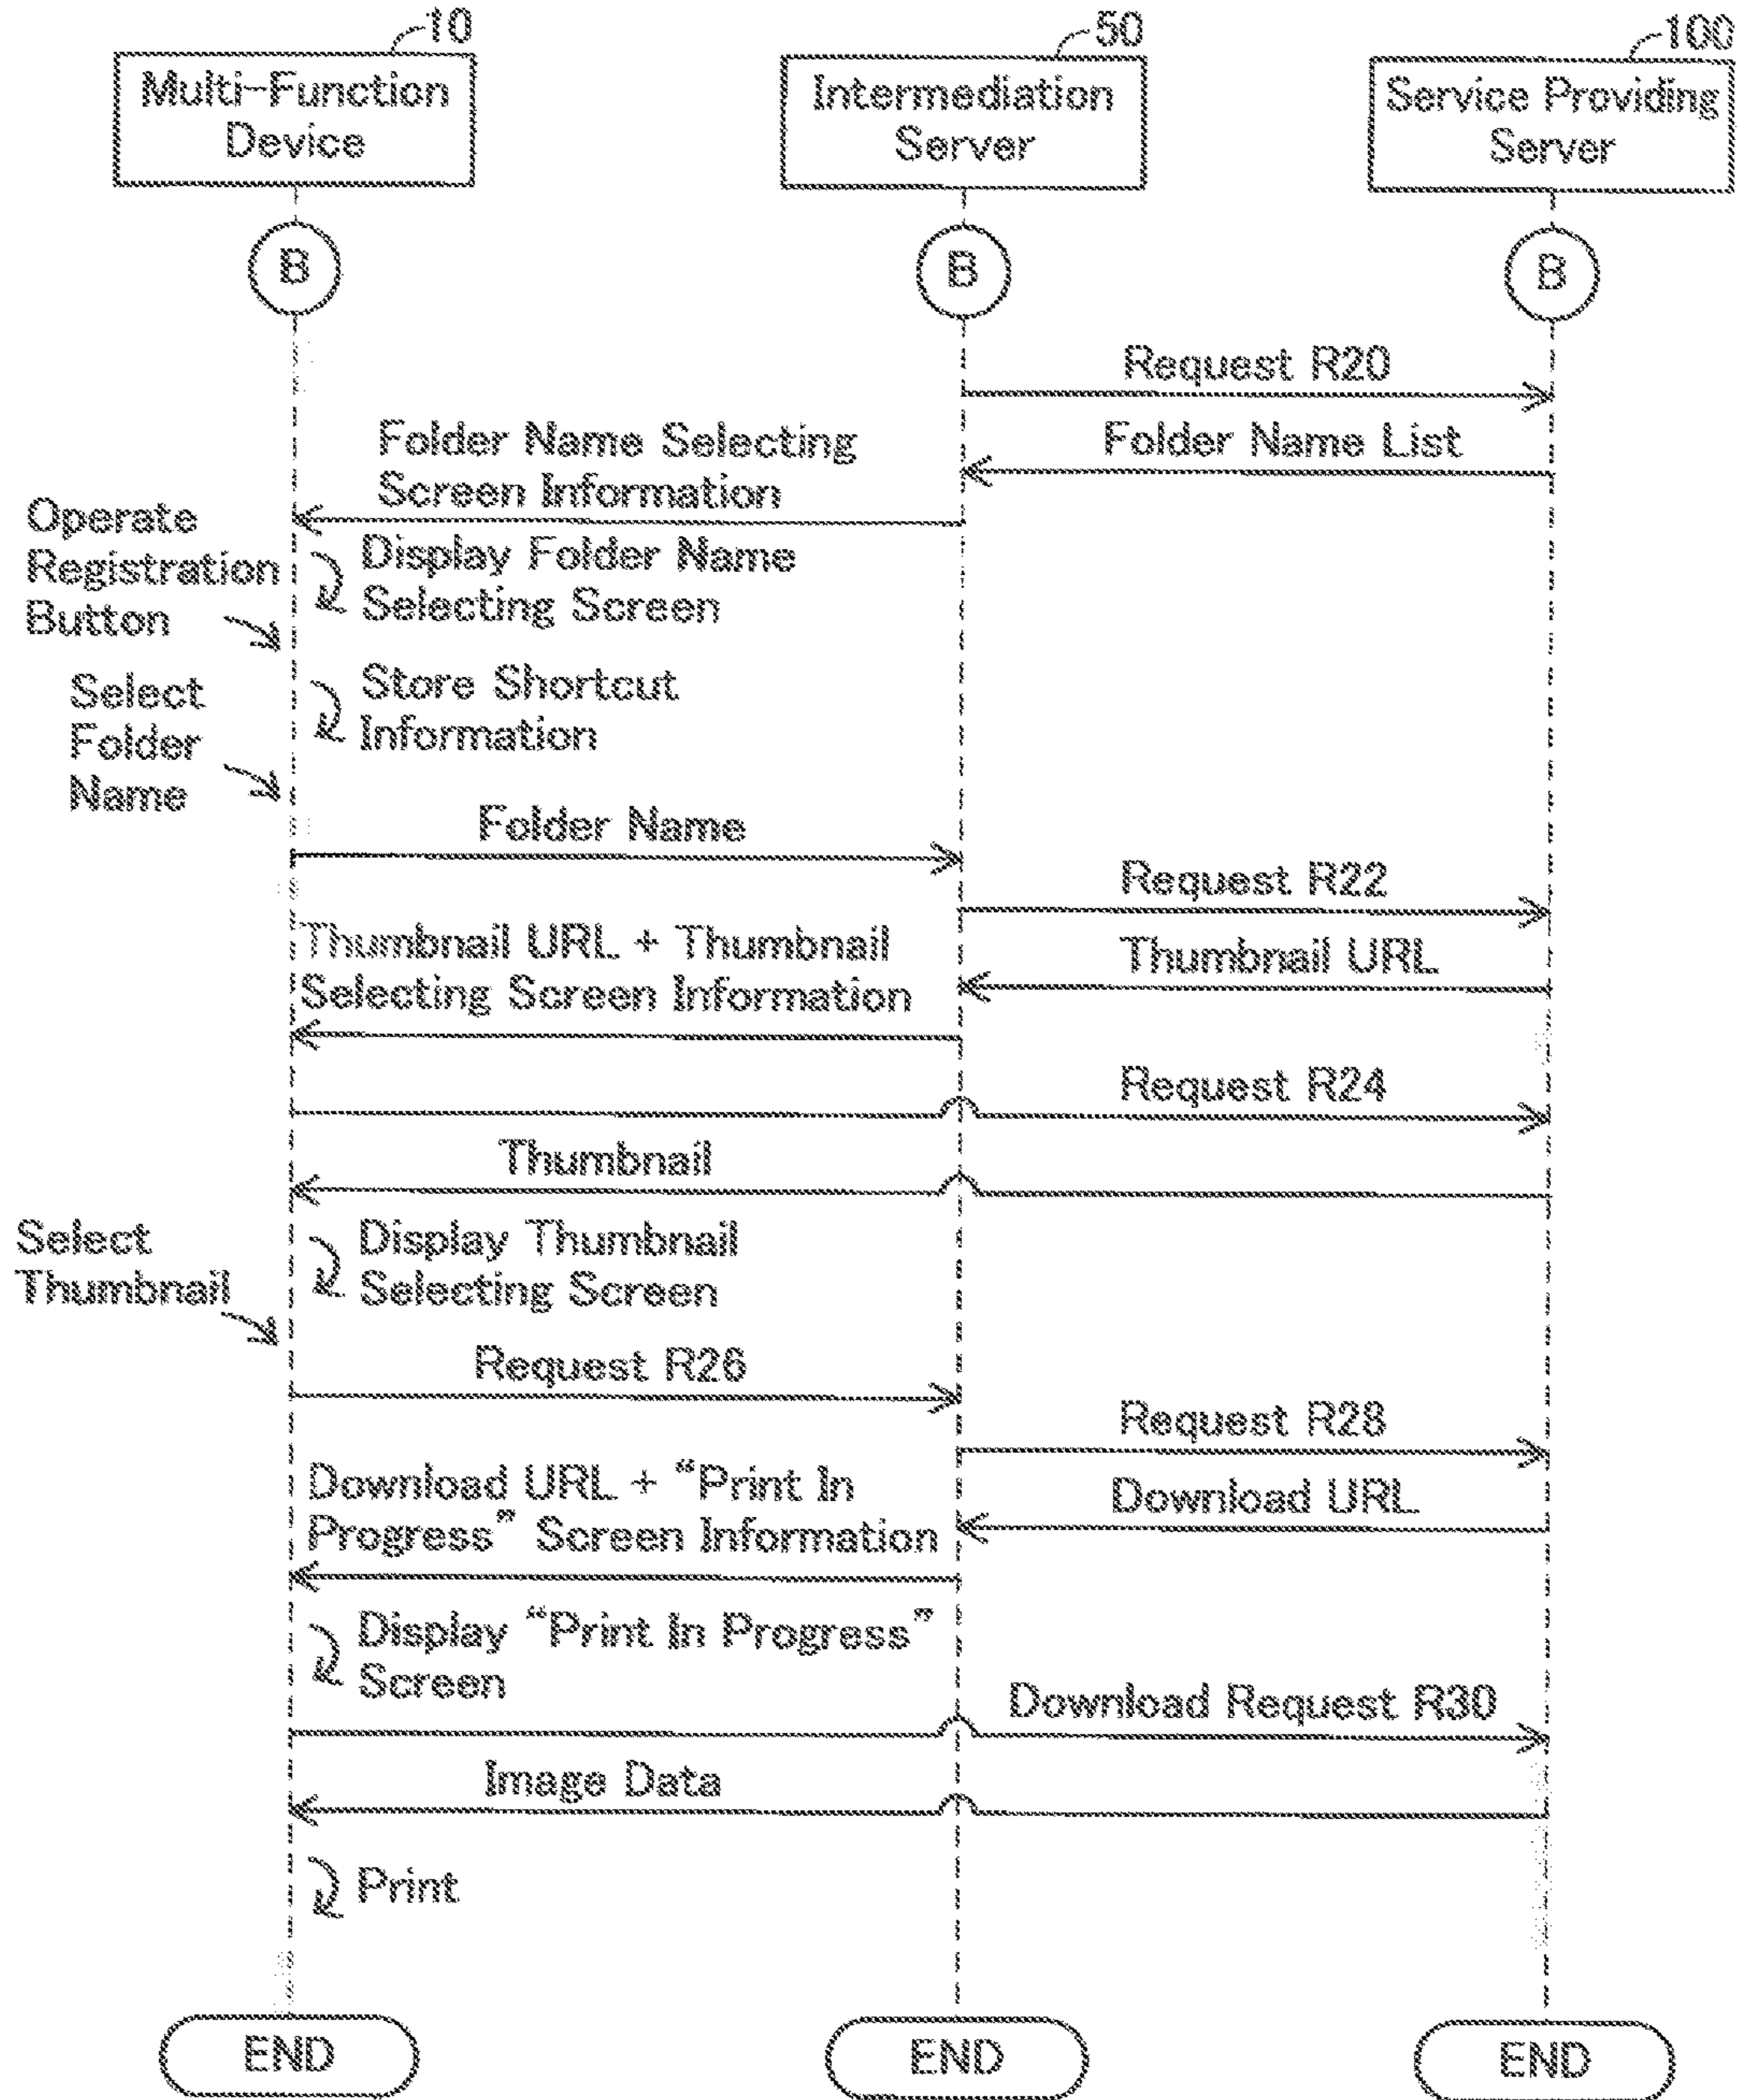 10
50
100
Multi-Function
Device
Intermediation
Server
Service Providing
Server
B
B
B
Request R20
Folder Name List
Folder Name Selecting
Screen Information
Operate
Registration
Button
Display Folder Name
Selecting Screen
Select
Folder
Name
Store Shortcut
Information
Folder Name
Request R22
Thumbnail URL
Thumbnail URL + Thumbnail
Selecting Screen Information
Request R24
Thumbnail
Select
Thumbnail
Display Thumbnail
Selecting Screen
Request R26
Request R28
Download URL
Download URL + “Print In
Progress” Screen Information
Display “Print In Progress”
Screen
Download Request R30
Image Data
Print
END
END
END